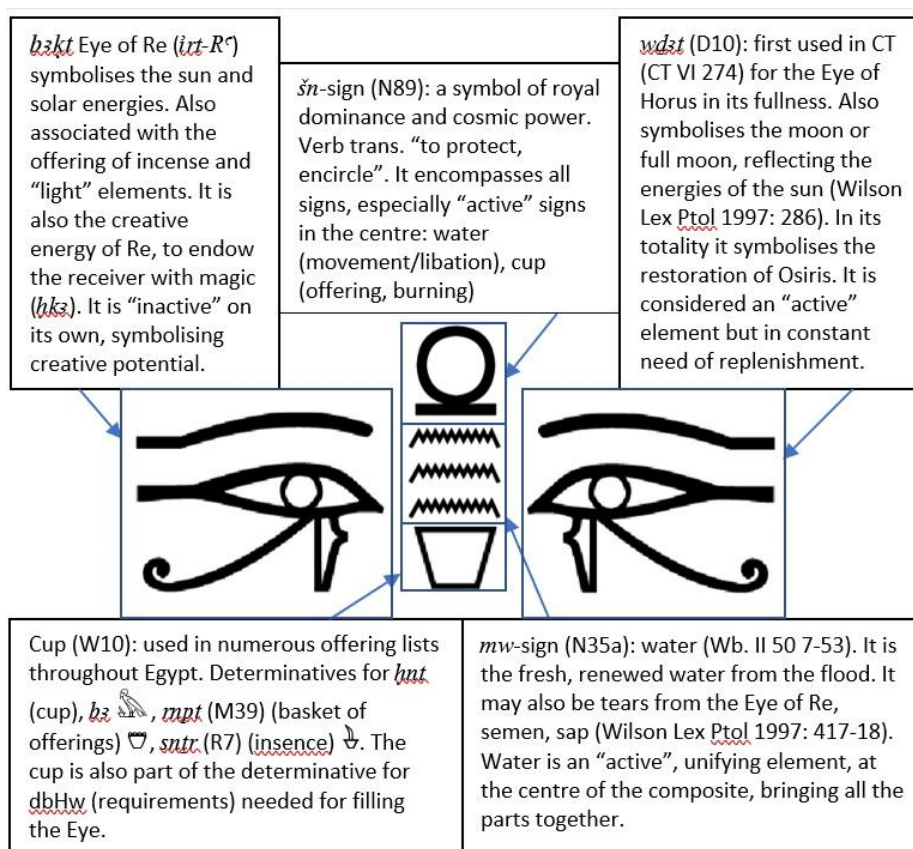 bꜣkt Eye of Re (ỉrt-Rꜥ)
symbolises the sun and
solar energies. Also
associated with the
offering of incense and
“light” elements. It is
also the creative
energy of Re, to endow
the receiver with magic
(ḥkꜣ). It is “inactive” on
its own, symbolising
creative potential.
šn-sign (N89): a symbol of royal
dominance and cosmic power.
Verb trans. “to protect,
encircle”. It encompasses all
signs, especially “active” signs
in the centre: water
(movement/libation), cup
(offering, burning)
wḏꜣt (D10): first used in CT
(CT VI 274) for the Eye of
Horus in its fullness. Also
symbolises the moon or
full moon, reflecting the
energies of the sun (Wilson
Lex Ptol 1997: 286). In its
totality it symbolises the
restoration of Osiris. It is
considered an “active”
element but in constant
need of replenishment.
Cup (W10): used in numerous offering lists
throughout Egypt. Determinatives for ḥnt
(cup), bꜣ, rnpt (M39) (basket of
offerings), snṯr (R7) (insence). The
cup is also part of the determinative for
dbHw (requirements) needed for filling
the Eye.
mw-sign (N35a): water (Wb. II 50 7-53). It is
the fresh, renewed water from the flood. It
may also be tears from the Eye of Re,
semen, sap (Wilson Lex Ptol 1997: 417-18).
Water is an “active”, unifying element, at
the centre of the composite, bringing all the
parts together.